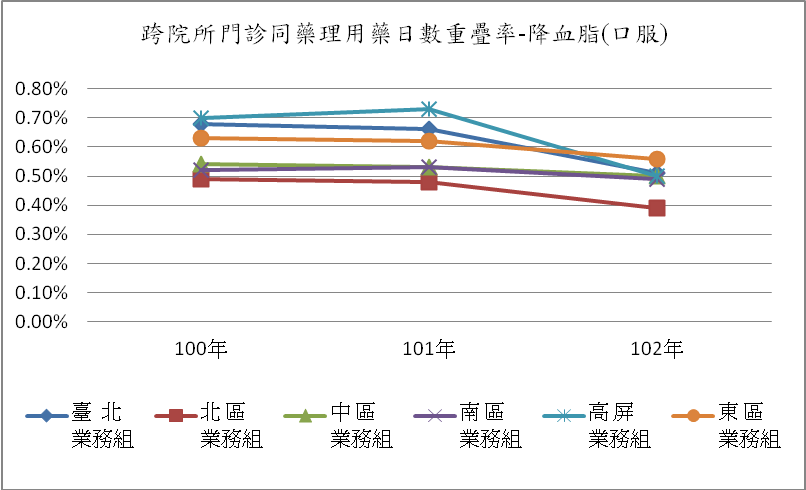 跨院所門診同藥理用藥日數重疊率-降血脂(口服)
0.80%
0.70%
0.60%
0.50%
0.40%
0.30%
0.20%
0.10%
0.00%
100年 101年 102年
臺北 北區 中區 南區 高屏 東區
業務組 業務組 業務組 業務組 業務組 業務組